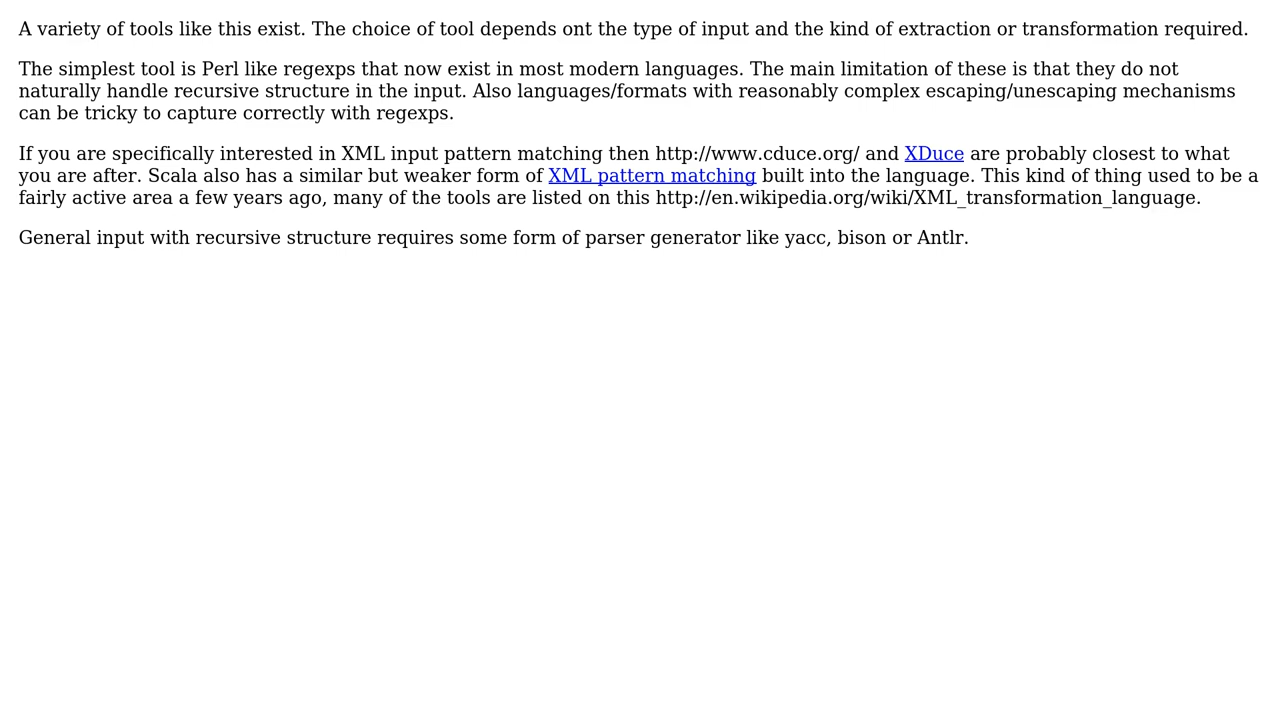 A variety of tools like this exist. The choice of tool depends ont the type of input and the kind of extraction or transformation required.
The simplest tool is Perl like regexps that now exist in most modern languages. The main limitation of these is that they do not
naturally handle recursive structure in the input. Also languages/formats with reasonably complex escaping/unescaping mechanisms
can be tricky to capture correctly with regexps.
If you are specifically interested in XML input pattern matching then http://www.cduce.org/ and XDuce are probably closest to what
you are after. Scala also has a similar but weaker form of XML pattern matching built into the language. This kind of thing used to be a
fairly active area a few years ago, many of the tools are listed on this http://en.wikipedia.org/wiki/XML_transformation_language.
General input with recursive structure requires some form of parser generator like yacc, bison or Antlr.